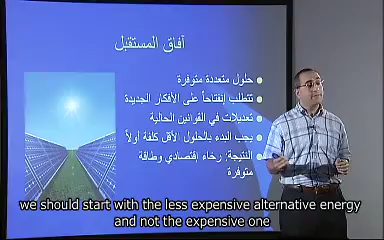 آفاق المستقبل
حلول متعددة متوفرة
تتطلب إنفتاحاً على الأفكار الجديدة
تعديلات في القوانين الحالية
يجب البدء بالحلول الأقل كلفة أولاً
النتيجة: رخاء إقتصادي وطاقة
متوفرة
we should start with the less expensive alternative energy
and not the expensive one